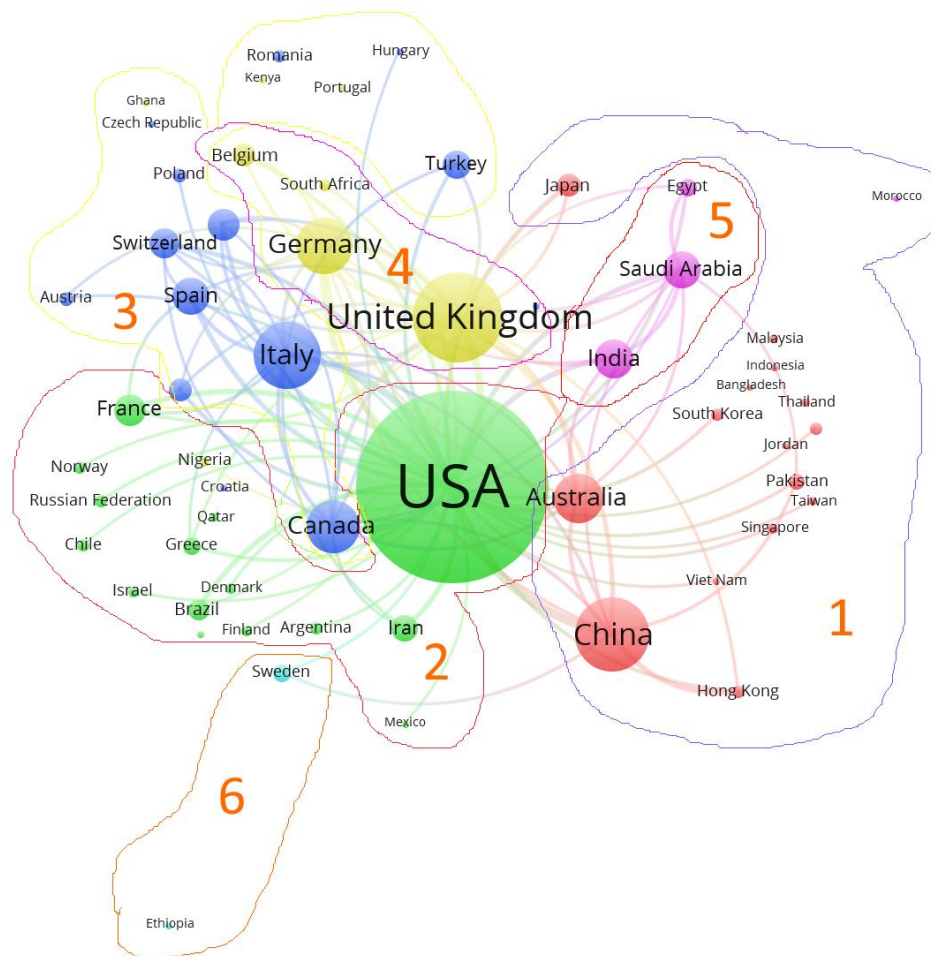 Romania
Hungary
Kenya
Portugal
Ghana
Czech Republic
Belgium
Turkey
Poland
South Africa
Japan
Egypt
Morocco
5
Switzerland
Germany
4
Saudi Arabia
Austria
Spain
3
United Kingdom
Italy
India
Malaysia
Indonesia
Bangladesh
Thailand
France
South Korea
Jordan
Norway
Nigeria
Russian Federation
Croatia
USA
Australia
Pakistan
Taiwan
Qatar
Canada
Singapore
Chile
Greece
Israel
Denmark
Viet Nam
Brazil
Finland
Argentina
Iran
China
1
2
Sweden
Hong Kong
Mexico
6
Ethiopia